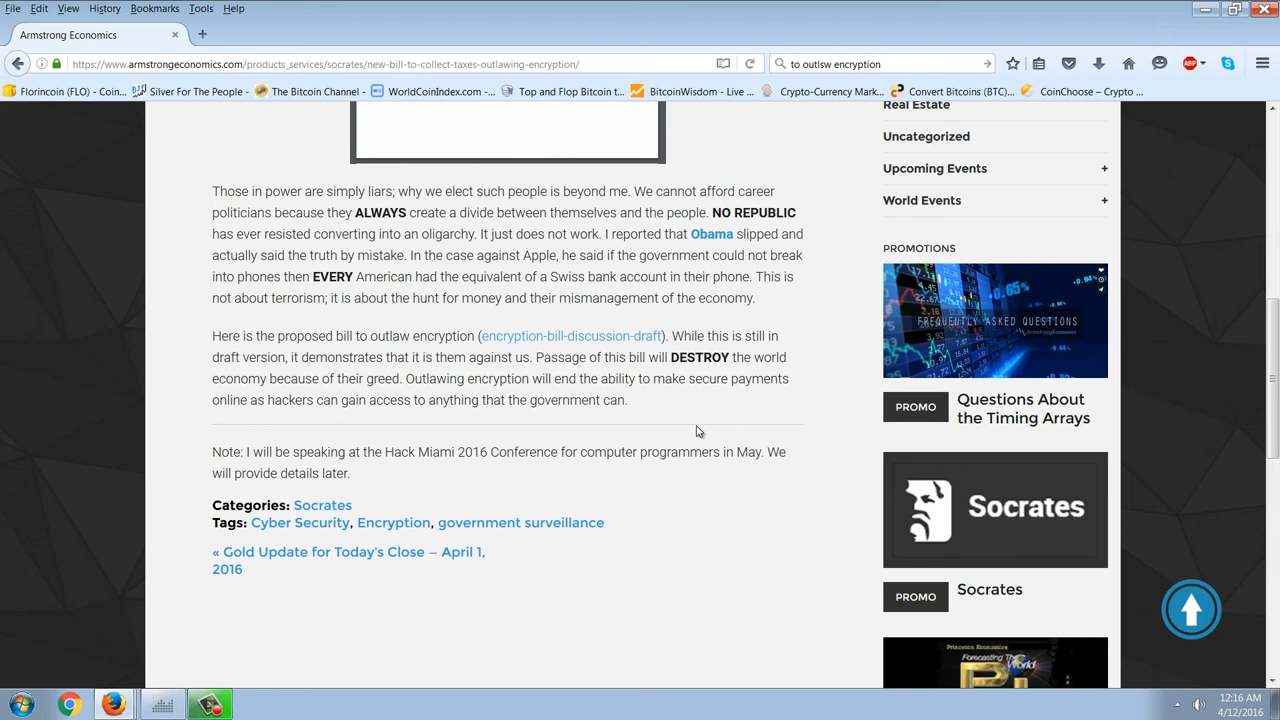 File Edit View History Bookmarks Tools Help
Armstrong Economics
https://www.armstrongeconomics.com/products_services/socrates/new-bill-to-collect-taxes-outlawing-encryption/
to outlsw encryption
ABP
Florincoin (FLO) - Coin... Silver For The People - The Bitcoin Channel - WorldCoinIndex.com -... Top and Flop Bitcoin t... BitcoinWisdom - Live ... Crypto-Currency Mark... Convert Bitcoins (BTC)... CoinChoose – Crypto ...
Those in power are simply liars; why we elect such people is beyond me. We cannot afford career
politicians because they ALWAYS create a divide between themselves and the people. NO REPUBLIC
has ever resisted converting into an oligarchy. It just does not work. I reported that Obama slipped and
actually said the truth by mistake. In the case against Apple, he said if the government could not break
into phones then EVERY American had the equivalent of a Swiss bank account in their phone. This is
not about terrorism; it is about the hunt for money and their mismanagement of the economy.
Here is the proposed bill to outlaw encryption (encryption-bill-discussion-draft). While this is still in
draft version, it demonstrates that it is them against us. Passage of this bill will DESTROY the world
economy because of their greed. Outlawing encryption will end the ability to make secure payments
online as hackers can gain access to anything that the government can.
Note: I will be speaking at the Hack Miami 2016 Conference for computer programmers in May. We
will provide details later.
Categories: Socrates
Tags: Cyber Security, Encryption, government surveillance
« Gold Update for Today's Close – April 1,
2016
Real Estate
Uncategorized
Upcoming Events +
World Events +
PROMOTIONS
0.65%
-0.94%
FREQUENTLY ASKED QUESTIONS
PROMO
Questions About
the Timing Arrays
Socrates
PROMO
Socrates
Princeton Economics
Forecasting The World
12:16 AM
4/12/2016